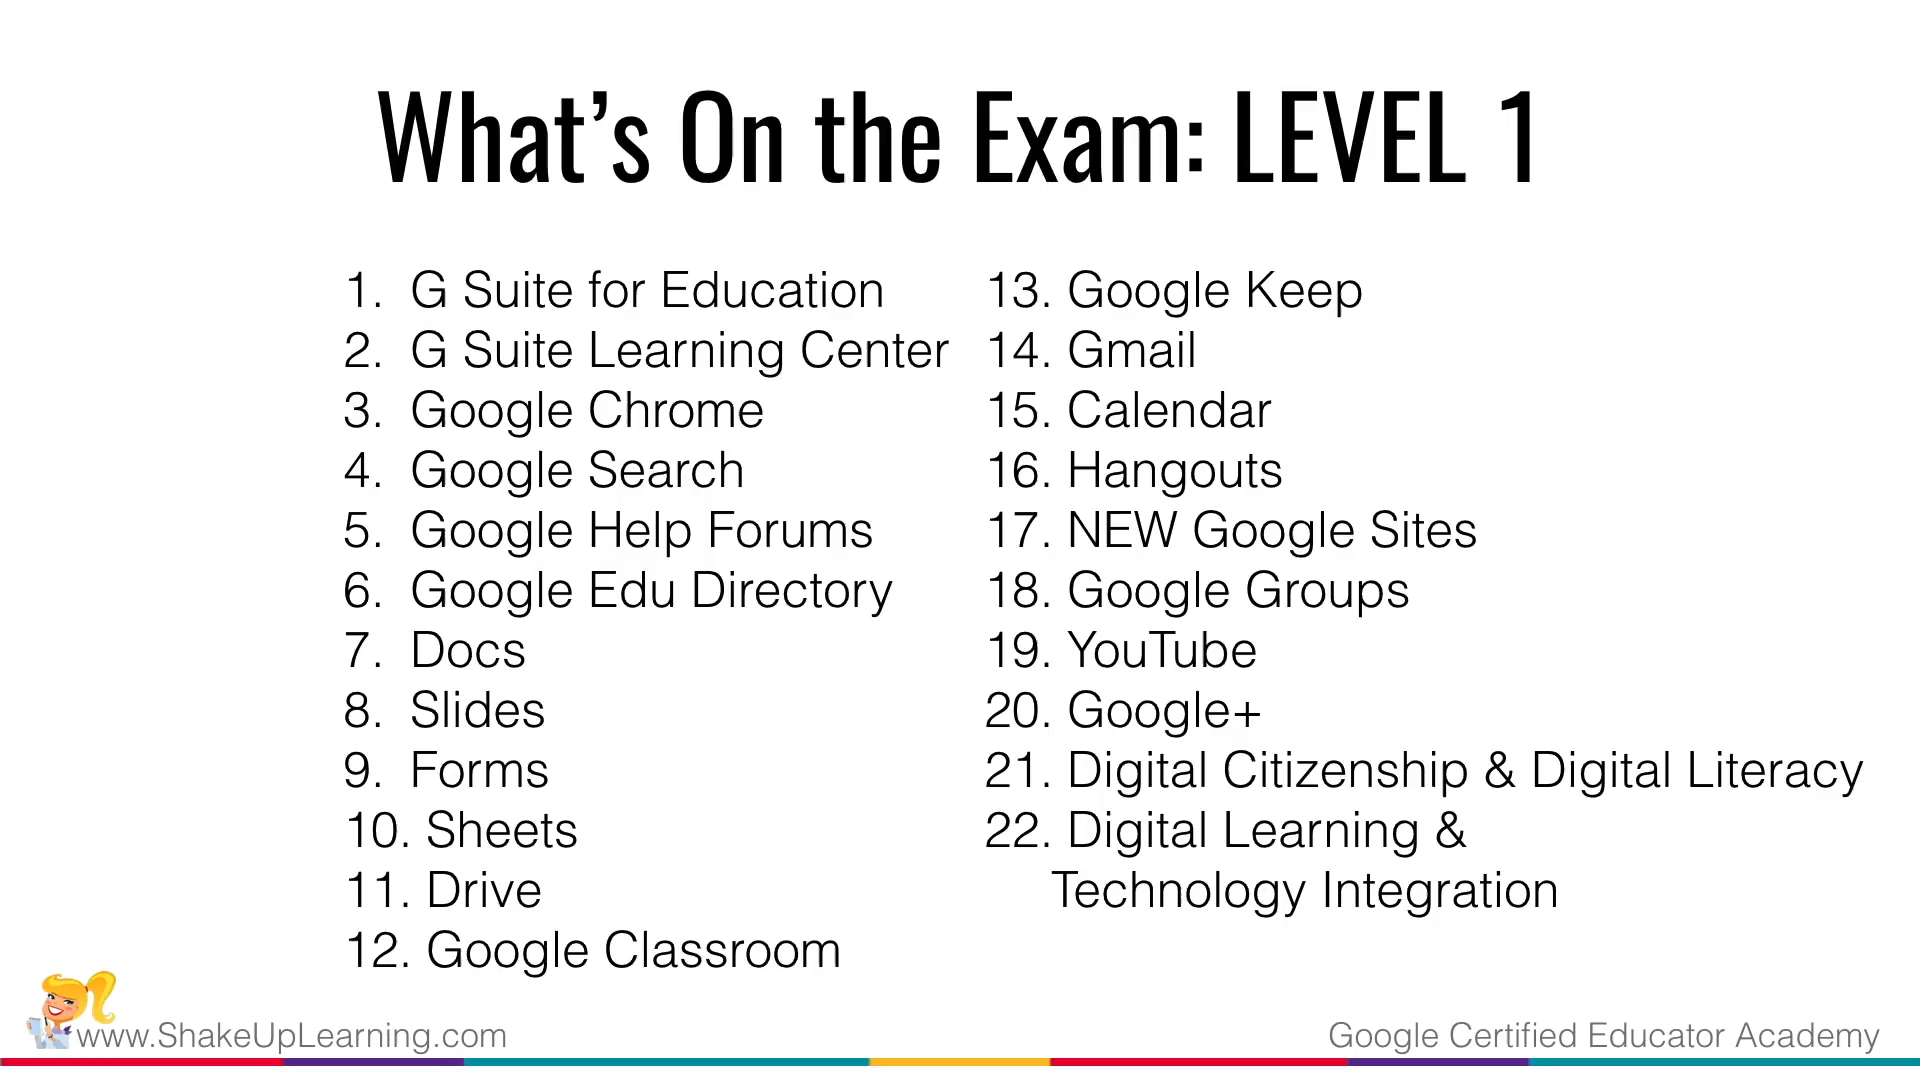 What’s On the Exam: LEVEL 1
1. G Suite for Education
2. G Suite Learning Center
3. Google Chrome
4. Google Search
5. Google Help Forums
6. Google Edu Directory
7. Docs
8. Slides
9. Forms
10. Sheets
11. Drive
12. Google Classroom
13. Google Keep
14. Gmail
15. Calendar
16. Hangouts
17. NEW Google Sites
18. Google Groups
19. YouTube
20. Google+
21. Digital Citizenship & Digital Literacy
22. Digital Learning &
Technology Integration
www.ShakeUpLearning.com
Google Certified Educator Academy